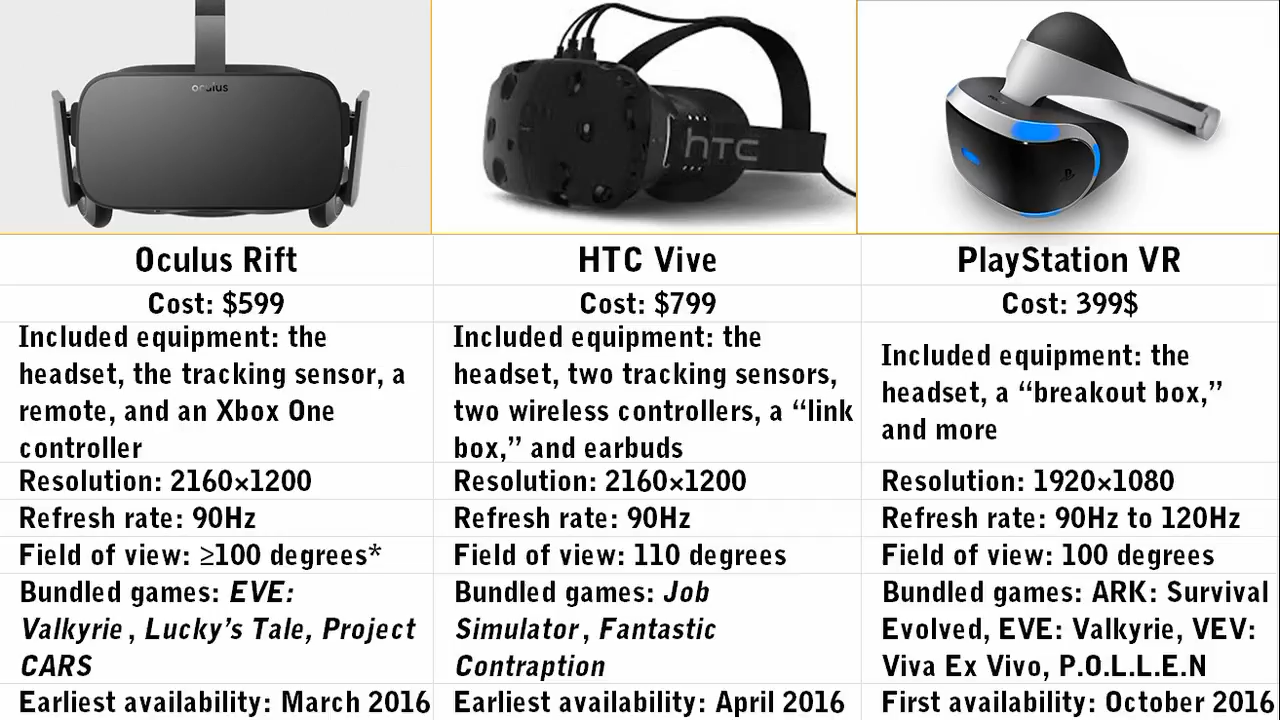 oculus
hTC
Oculus Rift
Cost: $599
Included equipment: the
headset, the tracking sensor, a
remote, and an Xbox One
controller
Resolution: 2160×1200
Refresh rate: 90Hz
Field of view: ≥100 degrees*
Bundled games: EVE:
Valkyrie, Lucky’s Tale, Project
CARS
Earliest availability: March 2016
HTC Vive
Cost: $799
Included equipment: the
headset, two tracking sensors,
two wireless controllers, a “link
box,” and earbuds
Resolution: 2160×1200
Refresh rate: 90Hz
Field of view: 110 degrees
Bundled games: Job
Simulator, Fantastic
Contraption
Earliest availability: April 2016
PlayStation VR
Cost: 399$
Included equipment: the
headset, a “breakout box,”
and more
Resolution: 1920×1080
Refresh rate: 90Hz to 120Hz
Field of view: 100 degrees
Bundled games: ARK: Survival
Evolved, EVE: Valkyrie, VEV:
Viva Ex Vivo, P.O.L.L.E.N
First availability: October 2016